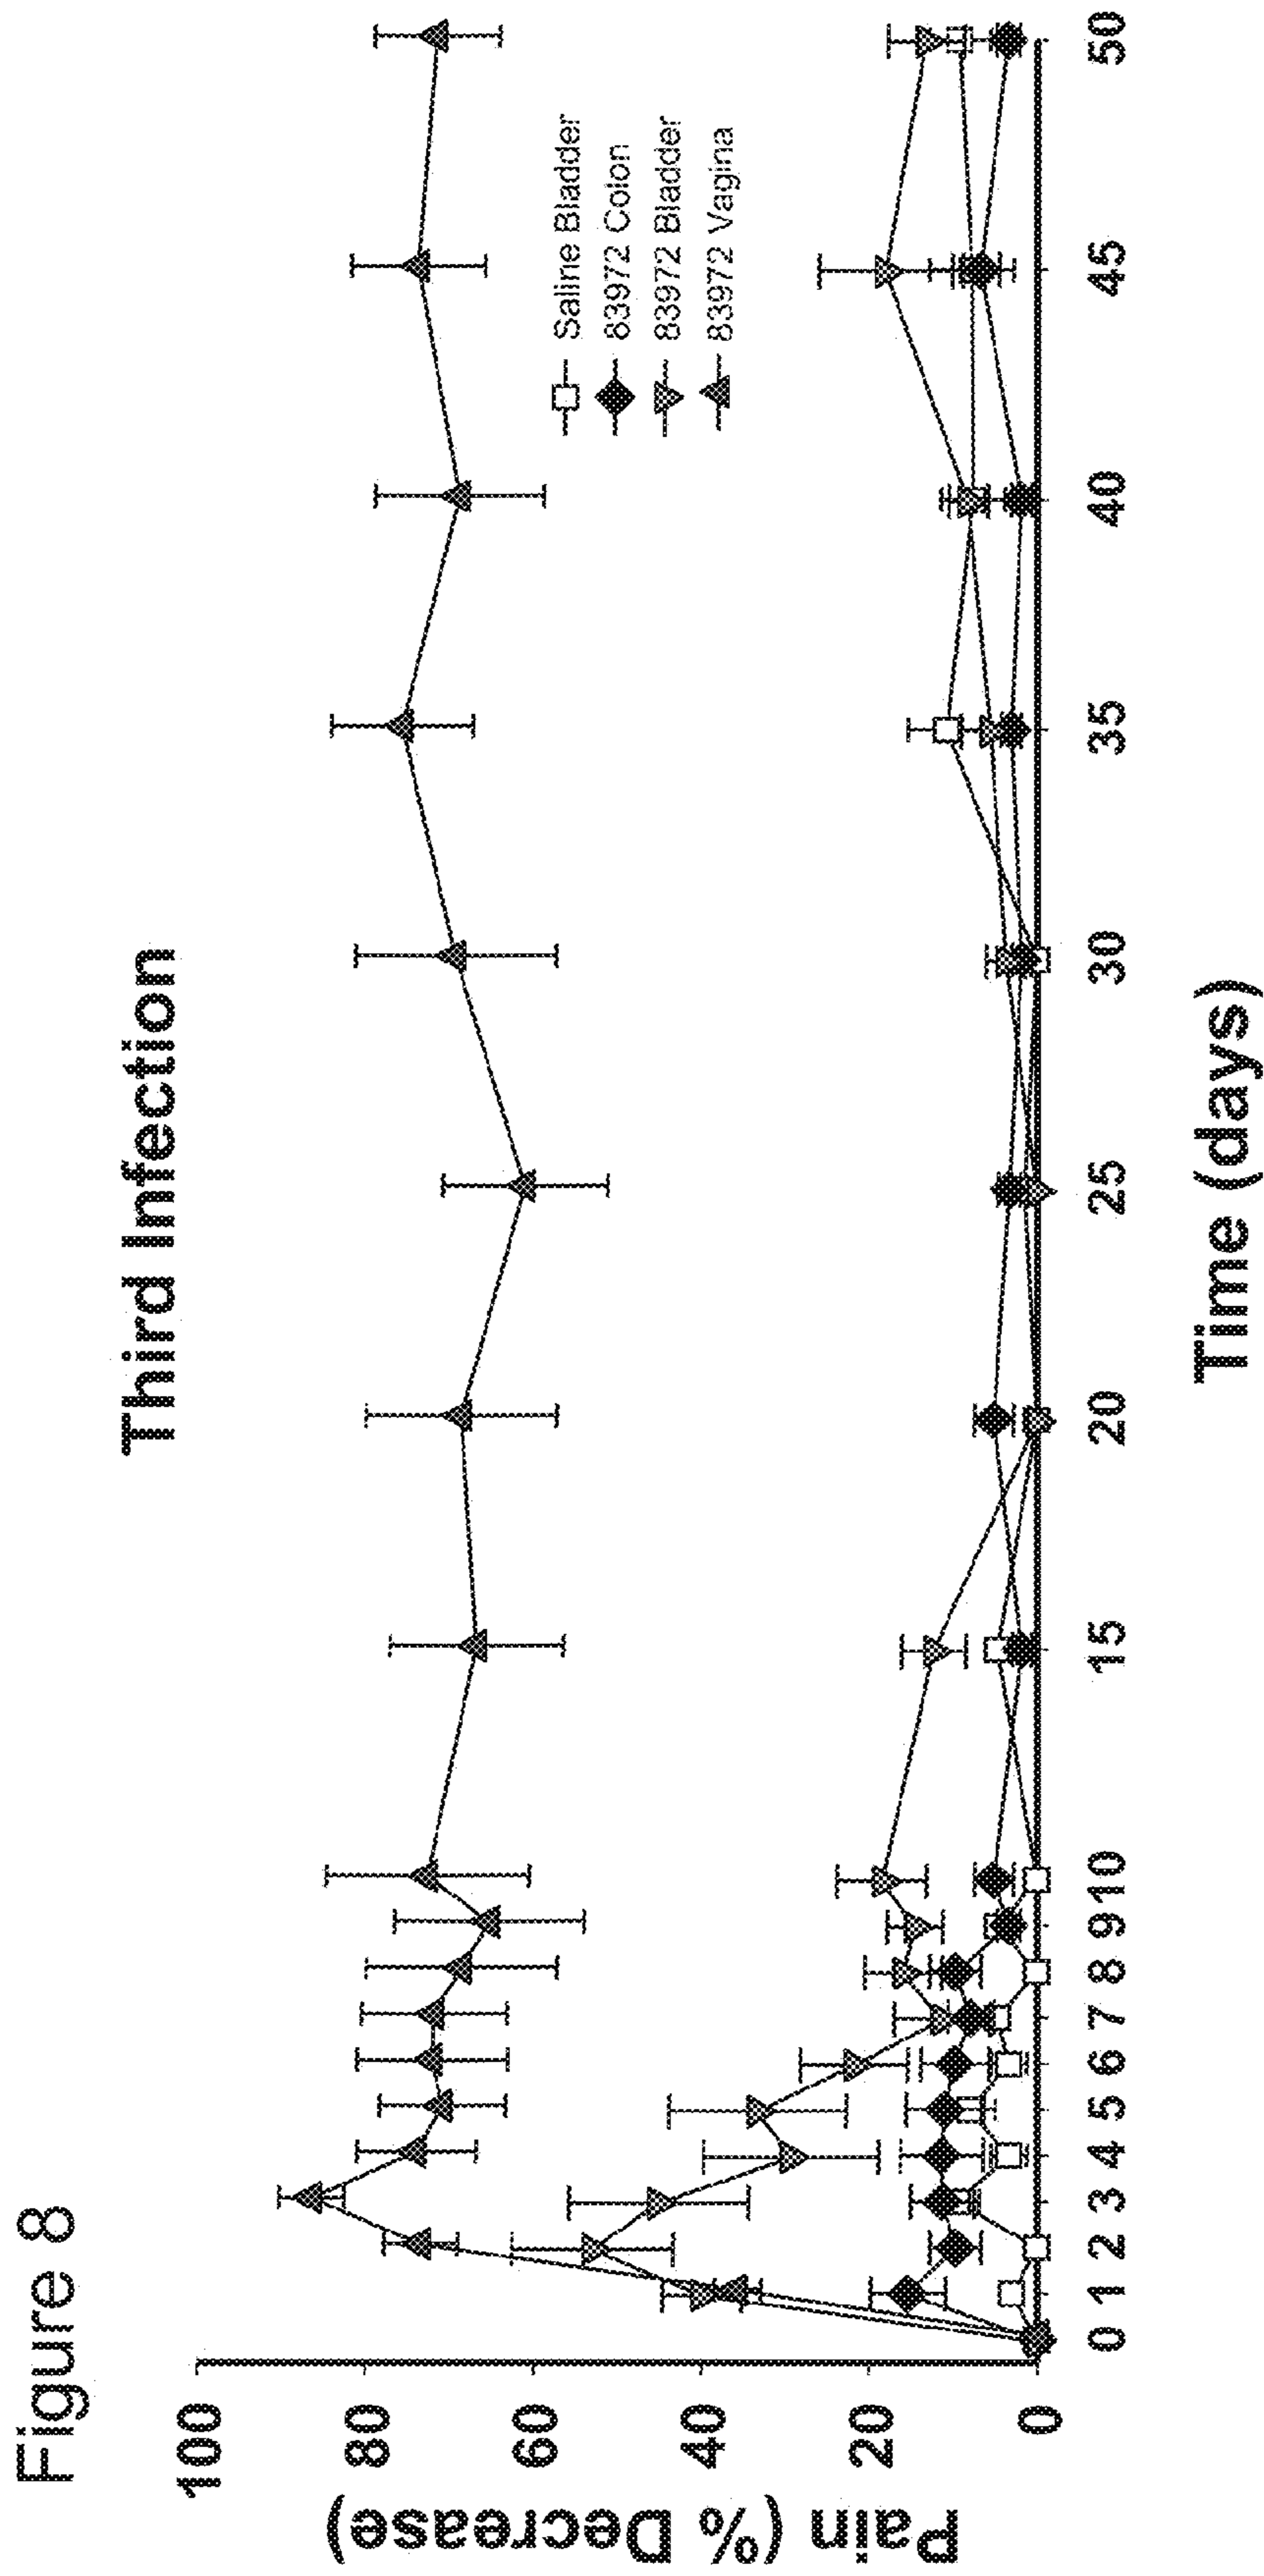 Figure 8
Third Infection
Pain (% Decrease)
100
80
60
40
20
0
Saline Bladder
83972 Colon
83972 Bladder
83972 Vagina
0 1 2 3 4 5 6 7 8 9 10 15 20 25 30 35 40 45 50
Time (days)